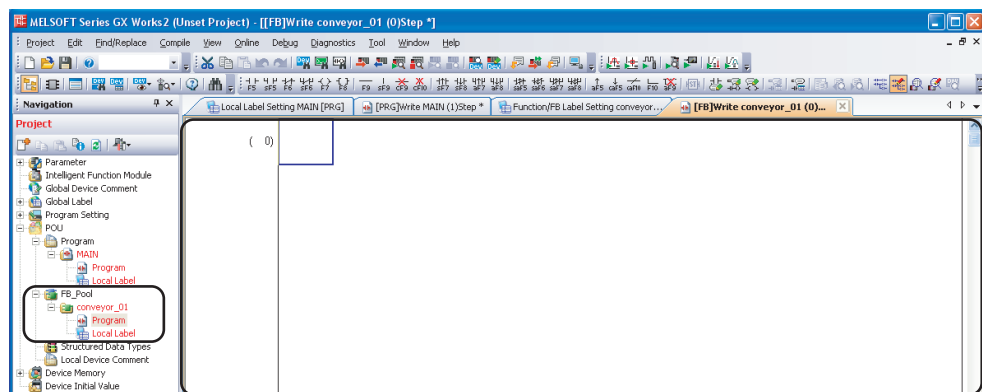 MELSOFT Series GX Works2 (Unset Project) - [[FB]Write conveyor_01 (0)Step *]
Project Edit Find/Replace Compile View Online Debug Diagnostics Tool Window Help
Navigation
Local Label Setting MAIN [PRG] [PRG]Write MAIN (1)Step * Function/FB Label Setting conveyor... [FB]Write conveyor_01 (0)...
Project
( 0)
Parameter
Intelligent Function Module
Global Device Comment
Global Label
Program Setting
POU
Program
MAIN
Program
Local Label
FB_Pool
conveyor_01
Program
Local Label
Structured Data Types
Local Device Comment
Device Memory
Device Initial Value